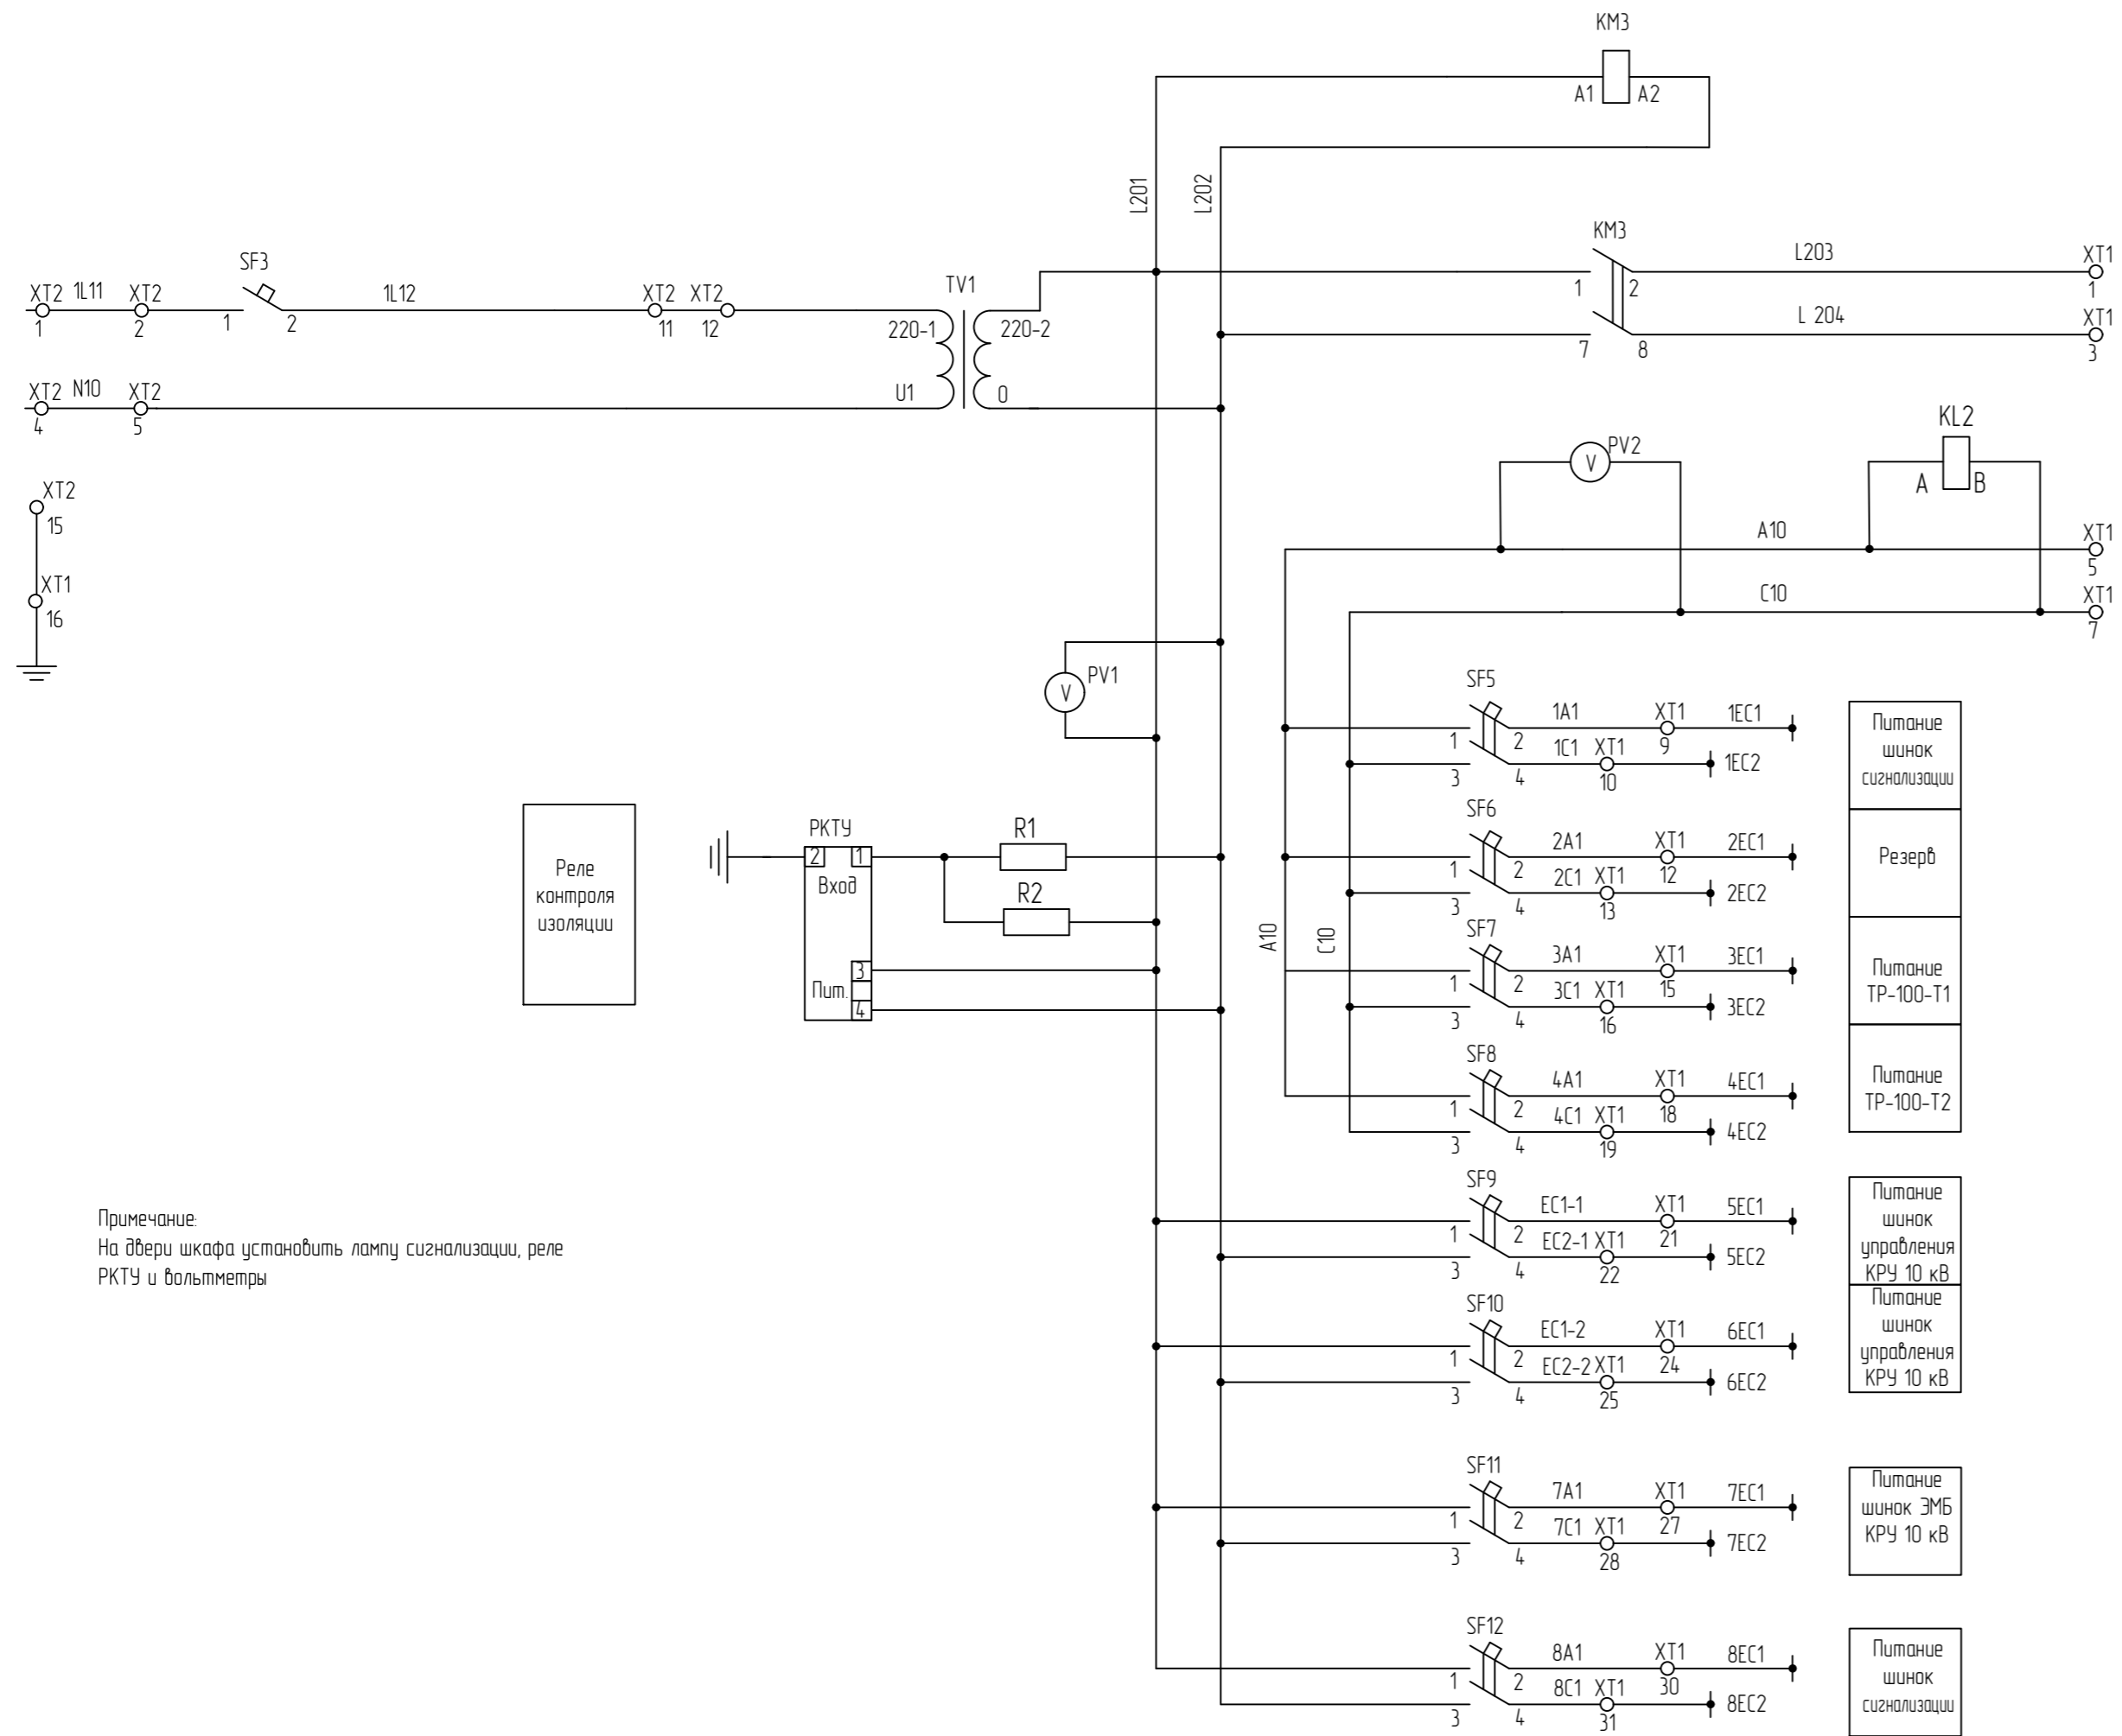 KM3
A1 A2
L201
L202
KM3
L203
XT1
1 2
1
L 204
XT1
7 8
3
SF3
XT2 1L11 XT2
1L12
XT2 XT2
TV1
1 2 1 2
11 12
220-1 220-2
XT2 N10 XT2
U1 0
4 5
KL2
PV2
V
A B
XT2
15
A10
XT1
5
XT1
16
C10
XT1
7
PV1
V
SF5
1A1 XT1 1EC1
1 2 9
1C1 XT1 1EC2
3 4 10
Питание
шинок
сигнализации
SF6
2A1 XT1 2EC1
1 2 12
2C1 XT1 2EC2
3 4 13
Резерв
Реле
контроля
изоляции
РКТУ
2 1
Вход
R1
R2
3
Пит.
4
A10
C10
SF7
3A1 XT1 3EC1
1 2 15
3C1 XT1 3EC2
3 4 16
Питание
ТР-100-Т1
SF8
4A1 XT1 4EC1
1 2 18
4C1 XT1 4EC2
3 4 19
Питание
ТР-100-Т2
SF9
EC1-1 XT1 5EC1
1 2 21
EC2-1 XT1 5EC2
3 4 22
Питание
шинок
управления
КРУ 10 кВ
Примечание:
На двери шкафа установить лампу сигнализации, реле
РКТУ и вольтметры
SF10
EC1-2 XT1 6EC1
1 2 24
EC2-2 XT1 6EC2
3 4 25
Питание
шинок
управления
КРУ 10 кВ
SF11
7A1 XT1 7EC1
1 2 27
7C1 XT1 7EC2
3 4 28
Питание
шинок ЭМБ
КРУ 10 кВ
SF12
8A1 XT1 8EC1
1 2 30
8C1 XT1 8EC2
3 4 31
Питание
шинок
сигнализации